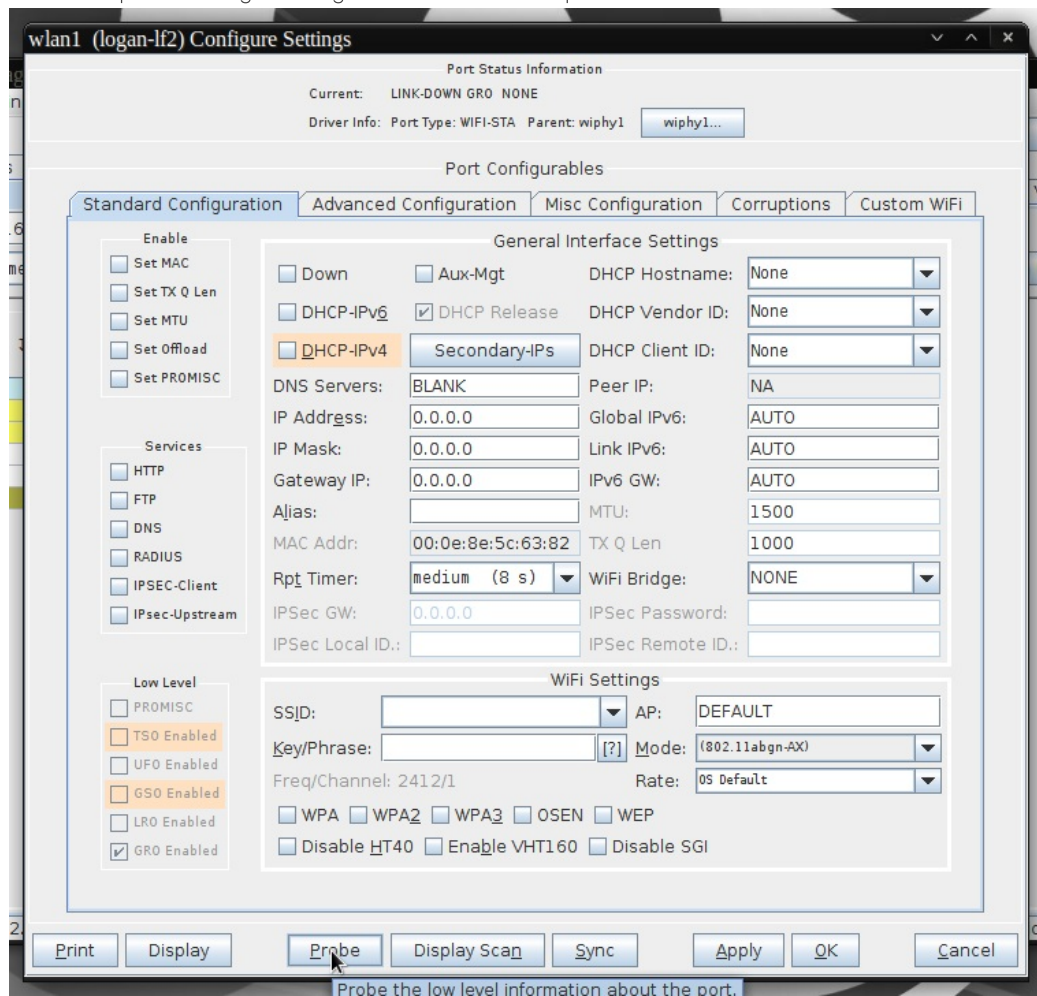 wlan1 (logan-lf2) Configure Settings
Port Status Information
Current: LINK-DOWN GRO NONE
Driver Info: Port Type: WIFI-STA Parent: wiphy1 wiphy1...
Port Configurables
Standard Configuration Advanced Configuration Misc Configuration Corruptions Custom WiFi
Enable
Set MAC
Set TX Q Len
Set MTU
Set Offload
Set PROMISC
Services
HTTP
FTP
DNS
RADIUS
IPSEC-Client
IPsec-Upstream
Low Level
PROMISC
TSO Enabled
UFO Enabled
GSO Enabled
LRO Enabled
GRO Enabled
General Interface Settings
Down Aux-Mgt DHCP Hostname: None
DHCP-IPv6 DHCP Release DHCP Vendor ID: None
DHCP-IPv4 Secondary-IPs DHCP Client ID: None
DNS Servers: BLANK Peer IP: NA
IP Address: 0.0.0.0 Global IPv6: AUTO
IP Mask: 0.0.0.0 Link IPv6: AUTO
Gateway IP: 0.0.0.0 IPv6 GW: AUTO
Alias: MTU: 1500
MAC Addr: 00:0e:8e:5c:63:82 TX Q Len 1000
Rpt Timer: medium (8 s) WiFi Bridge: NONE
IPSec GW: 0.0.0.0 IPSec Password:
IPSec Local ID.: IPSec Remote ID.:
WiFi Settings
SSID: AP: DEFAULT
Key/Phrase: [?] Mode: (802.11abgn-AX)
Freq/Channel: 2412/1 Rate: OS Default
WPA WPA2 WPA3 OSEN WEP
Disable HT40 Enable VHT160 Disable SGI
Print Display Probe Display Scan Sync Apply OK Cancel
Probe the low level information about the port.